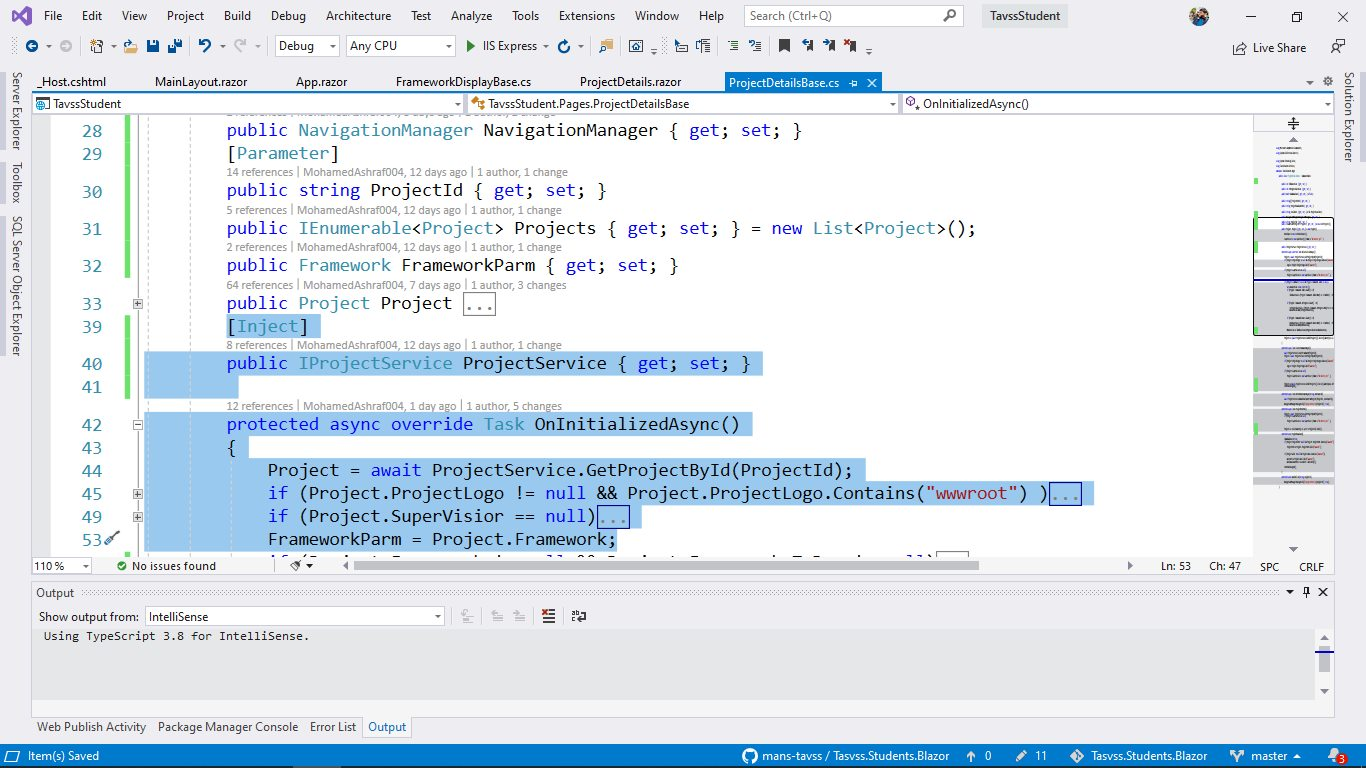 File Edit View Project Build Debug Architecture Test Analyze Tools Extensions Window Help Search (Ctrl+Q) TavssStudent
Debug Any CPU IIS Express Live Share
_Host.cshtml MainLayout.razor App.razor FrameworkDisplayBase.cs ProjectDetails.razor ProjectDetailsBase.cs
TavssStudent TavssStudent.Pages.ProjectDetailsBase OnInitializedAsync()
Server Explorer
Toolbox
SQL Server Object Explorer
Solution Explorer
28 public NavigationManager NavigationManager { get; set; }
29 [Parameter]
14 references | MohamedAshraf004, 12 days ago | 1 author, 1 change
30 public string ProjectId { get; set; }
5 references | MohamedAshraf004, 12 days ago | 1 author, 1 change
31 public IEnumerable<Project> Projects { get; set; } = new List<Project>();
2 references | MohamedAshraf004, 12 days ago | 1 author, 1 change
32 public Framework FrameworkParm { get; set; }
64 references | MohamedAshraf004, 7 days ago | 1 author, 3 changes
33 public Project Project ...
39 [Inject]
8 references | MohamedAshraf004, 12 days ago | 1 author, 1 change
40 public IProjectService ProjectService { get; set; }
41
12 references | MohamedAshraf004, 1 day ago | 1 author, 5 changes
42 protected async override Task OnInitializedAsync()
43 {
44 Project = await ProjectService.GetProjectById(ProjectId);
45 if (Project.ProjectLogo != null && Project.ProjectLogo.Contains("wwwroot") )...
49 if (Project.SuperVisior == null)...
53 FrameworkParm = Project.Framework;
110 % No issues found Ln: 53 Ch: 47 SPC CRLF
Output
Show output from: IntelliSense
Using TypeScript 3.8 for IntelliSense.
Web Publish Activity Package Manager Console Error List Output
Item(s) Saved mans-tavss / Tavss.Students.Blazor 0 11 Tavss.Students.Blazor master 3